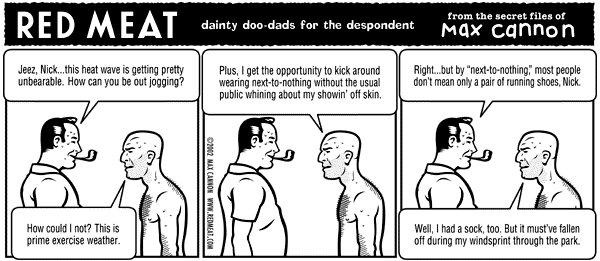 RED MEAT
dainty doo-dads for the despondent
from the secret files of
Max cannon
Jeez, Nick...this heat wave is getting pretty
unbearable. How can you be out jogging?
How could I not? This is
prime exercise weather.
Plus, I get the opportunity to kick around
wearing next-to-nothing without the usual
public whining about my showin' off skin.
©2002 MAX CANNON WWW.REDMEAT.COM
Right...but by "next-to-nothing," most people
don't mean only a pair of running shoes, Nick.
Well, I had a sock, too. But it must've fallen
off during my windsprint through the park.